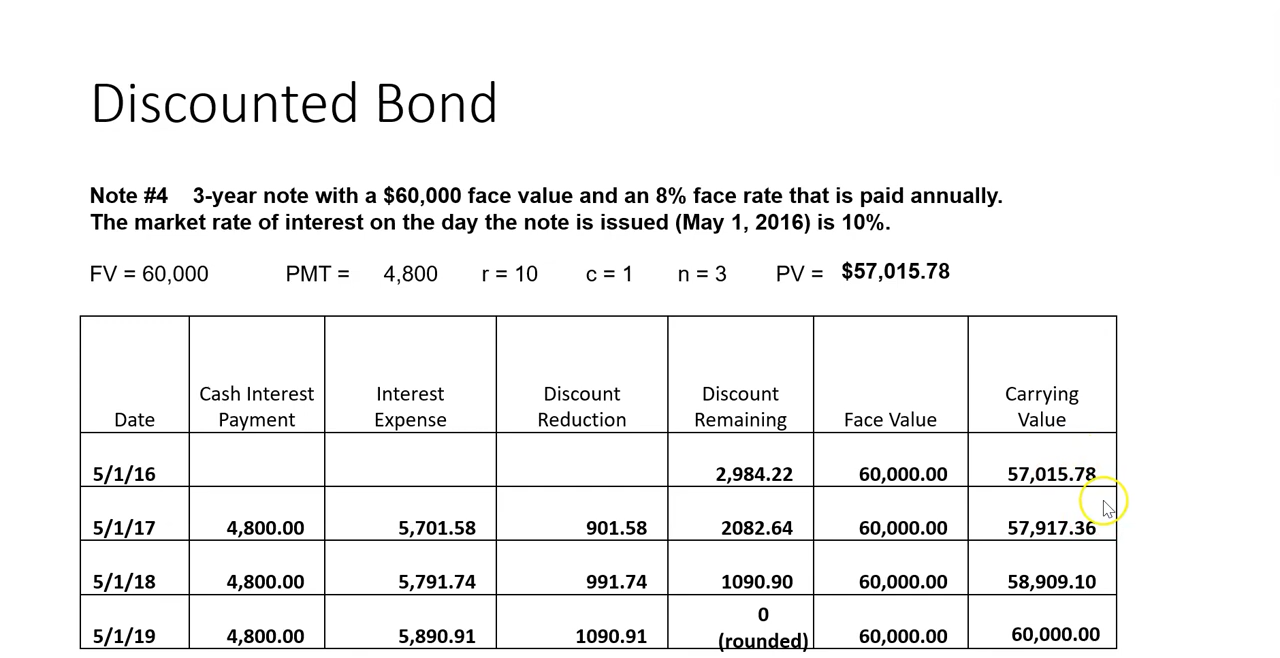 Discounted Bond
Note #4 3-year note with a $60,000 face value and an 8% face rate that is paid annually.
The market rate of interest on the day the note is issued (May 1, 2016) is 10%.
FV = 60,000 PMT = 4,800 r = 10 c = 1 n = 3 PV = $57,015.78
Cash Interest Interest Discount Discount Carrying
Date Payment Expense Reduction Remaining Face Value Value
5/1/16 2,984.22 60,000.00 57,015.78
5/1/17 4,800.00 5,701.58 901.58 2082.64 60,000.00 57,917.36
5/1/18 4,800.00 5,791.74 991.74 1090.90 60,000.00 58,909.10
0
5/1/19 4,800.00 5,890.91 1090.91 (rounded) 60,000.00 60,000.00